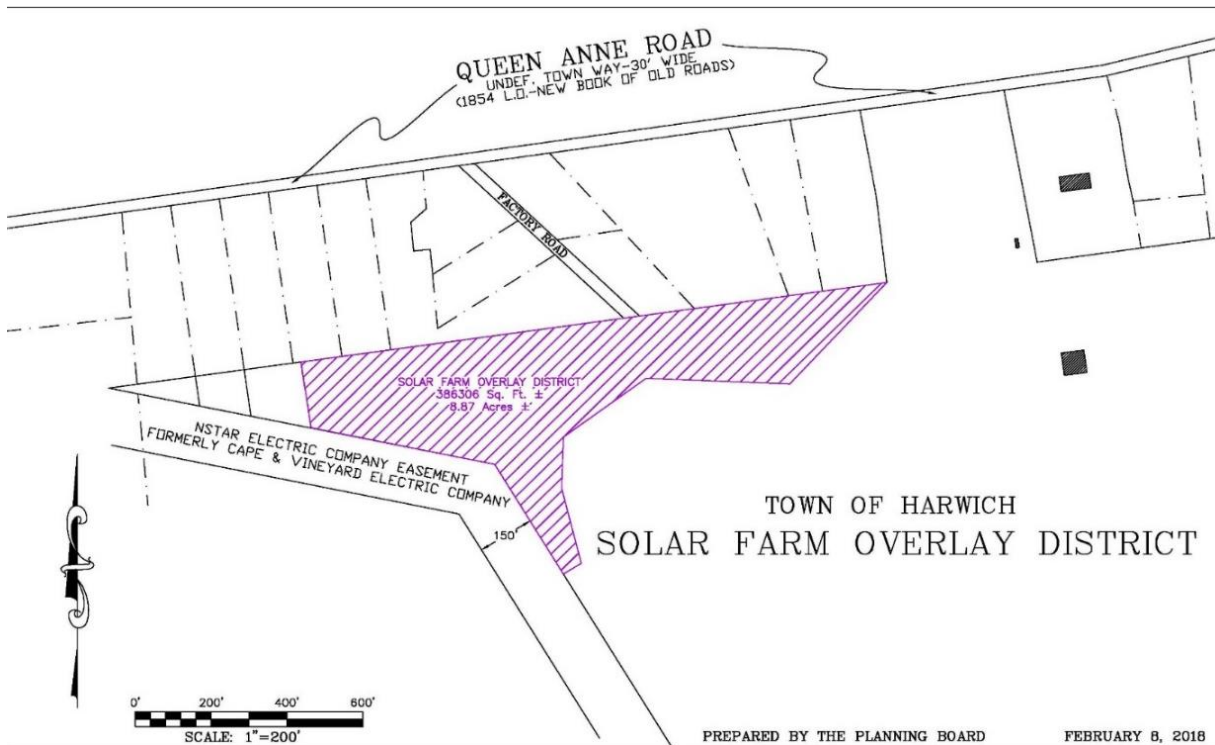 QUEEN ANNE ROAD
UNDEF. TOWN WAY-30' WIDE
(1854 L.O.-NEW BOOK OF OLD ROADS)
FACTORY ROAD
SOLAR FARM OVERLAY DISTRICT
386306 Sq. Ft. ±
8.87 Acres ±
NSTAR ELECTRIC COMPANY EASEMENT
FORMERLY CAPE & VINEYARD ELECTRIC COMPANY
150'
TOWN OF HARWICH
SOLAR FARM OVERLAY DISTRICT
0' 200' 400' 600'
SCALE: 1"=200'
PREPARED BY THE PLANNING BOARD FEBRUARY 8, 2018